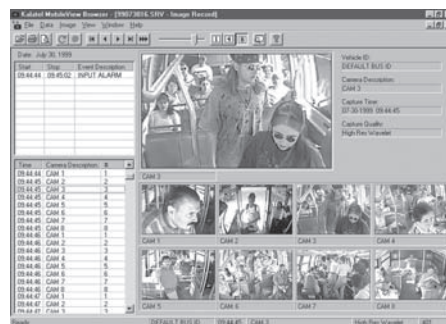 Kalatel MobileView Browser - [99073016.SRV - Image Record]
File Data Image View Window Help
Date: July 30, 1999
Start Stop Event Description
09:44:44 09:45:02 INPUT ALARM
Vehicle ID:
DEFAULT BUS ID
Camera Description:
CAM 3
Capture Time:
07-30-1999 09:44:45
Capture Quality:
High-Res Wavelet
CAM 3
Time Camera Description #
09:44:44 CAM 1 1
09:44:45 CAM 2 2
09:44:45 CAM 3 3
09:44:45 CAM 4 4
09:44:45 CAM 5 5
09:44:45 CAM 6 6
09:44:45 CAM 7 7
09:44:45 CAM 8 8
09:44:46 CAM 1 1
09:44:46 CAM 2 2
09:44:46 CAM 3 3
09:44:46 CAM 4 4
09:44:46 CAM 5 5
09:44:46 CAM 6 6
09:44:46 CAM 7 7
09:44:46 CAM 8 8
09:44:47 CAM 1 1
09:44:47 CAM 2 2
09:44:47 CAM 3 3
CAM 1 CAM 2 CAM 3 CAM 4
CAM 5 CAM 6 CAM 7 CAM 8
Ready DEFAULT BUS ID 09:44:45 CAM 3 High-Res Wavelet